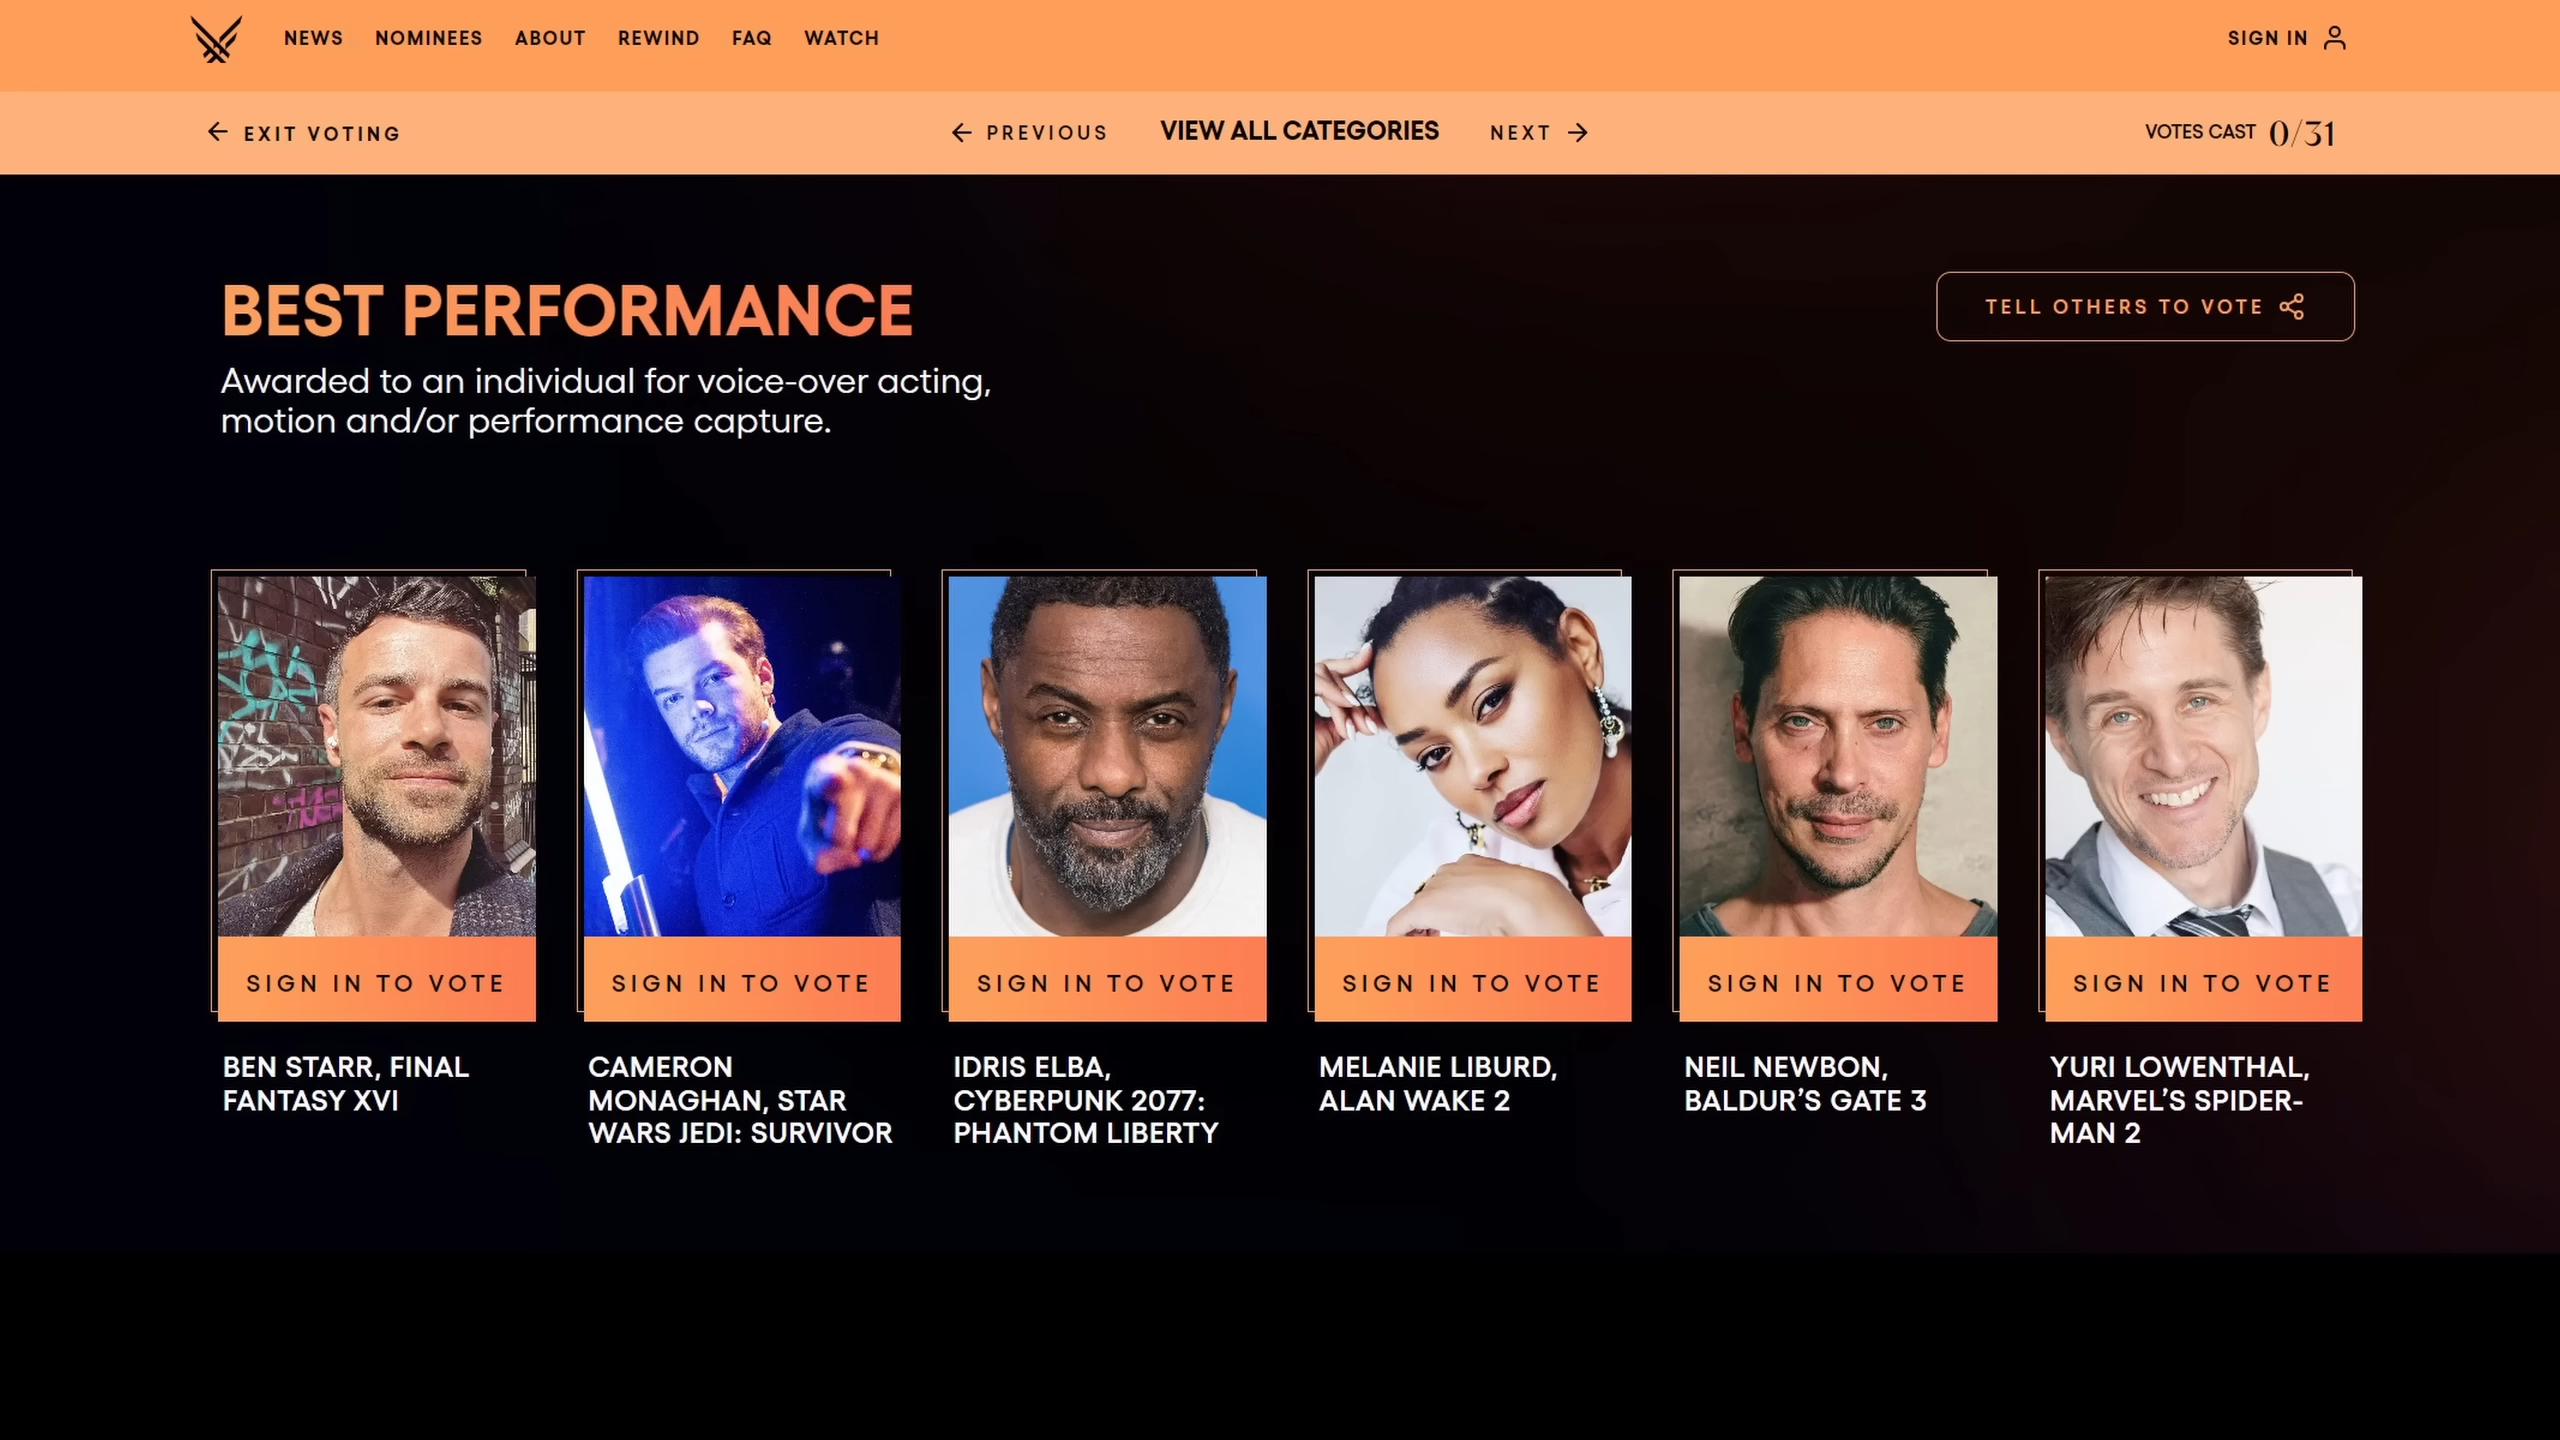 NEWS NOMINEES ABOUT REWIND FAQ WATCH SIGN IN
EXIT VOTING PREVIOUS VIEW ALL CATEGORIES NEXT VOTES CAST 0/31
BEST PERFORMANCE
TELL OTHERS TO VOTE
Awarded to an individual for voice-over acting,
motion and/or performance capture.
SIGN IN TO VOTE
BEN STARR, FINAL
FANTASY XVI
SIGN IN TO VOTE
CAMERON
MONAGHAN, STAR
WARS JEDI: SURVIVOR
SIGN IN TO VOTE
IDRIS ELBA,
CYBERPUNK 2077:
PHANTOM LIBERTY
SIGN IN TO VOTE
MELANIE LIBURD,
ALAN WAKE 2
SIGN IN TO VOTE
NEIL NEWBON,
BALDUR’S GATE 3
SIGN IN TO VOTE
YURI LOWENTHAL,
MARVEL’S SPIDER-
MAN 2